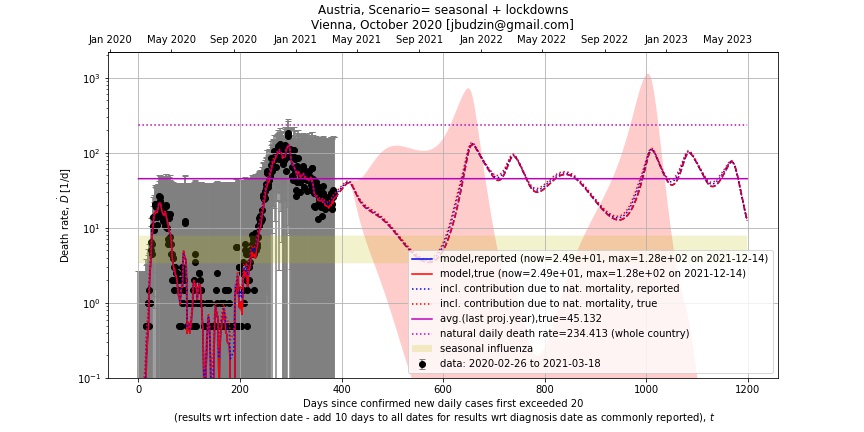 Austria, Scenario= seasonal + lockdowns
Vienna, October 2020 [jbudzin@gmail.com]
Jan 2020 May 2020 Sep 2020 Jan 2021 May 2021 Sep 2021 Jan 2022 May 2022 Sep 2022 Jan 2023 May 2023
10³
10²
10¹
10⁰
10⁻¹
Death rate, D [1/d]
model,reported (now=2.49e+01, max=1.28e+02 on 2021-12-14)
model,true (now=2.49e+01, max=1.28e+02 on 2021-12-14)
incl. contribution due to nat. mortality, reported
incl. contribution due to nat. mortality, true
avg.(last proj.year),true=45.132
natural daily death rate=234.413 (whole country)
seasonal influenza
data: 2020-02-26 to 2021-03-18
0 200 400 600 800 1000 1200
Days since confirmed new daily cases first exceeded 20
(results wrt infection date - add 10 days to all dates for results wrt diagnosis date as commonly reported), t